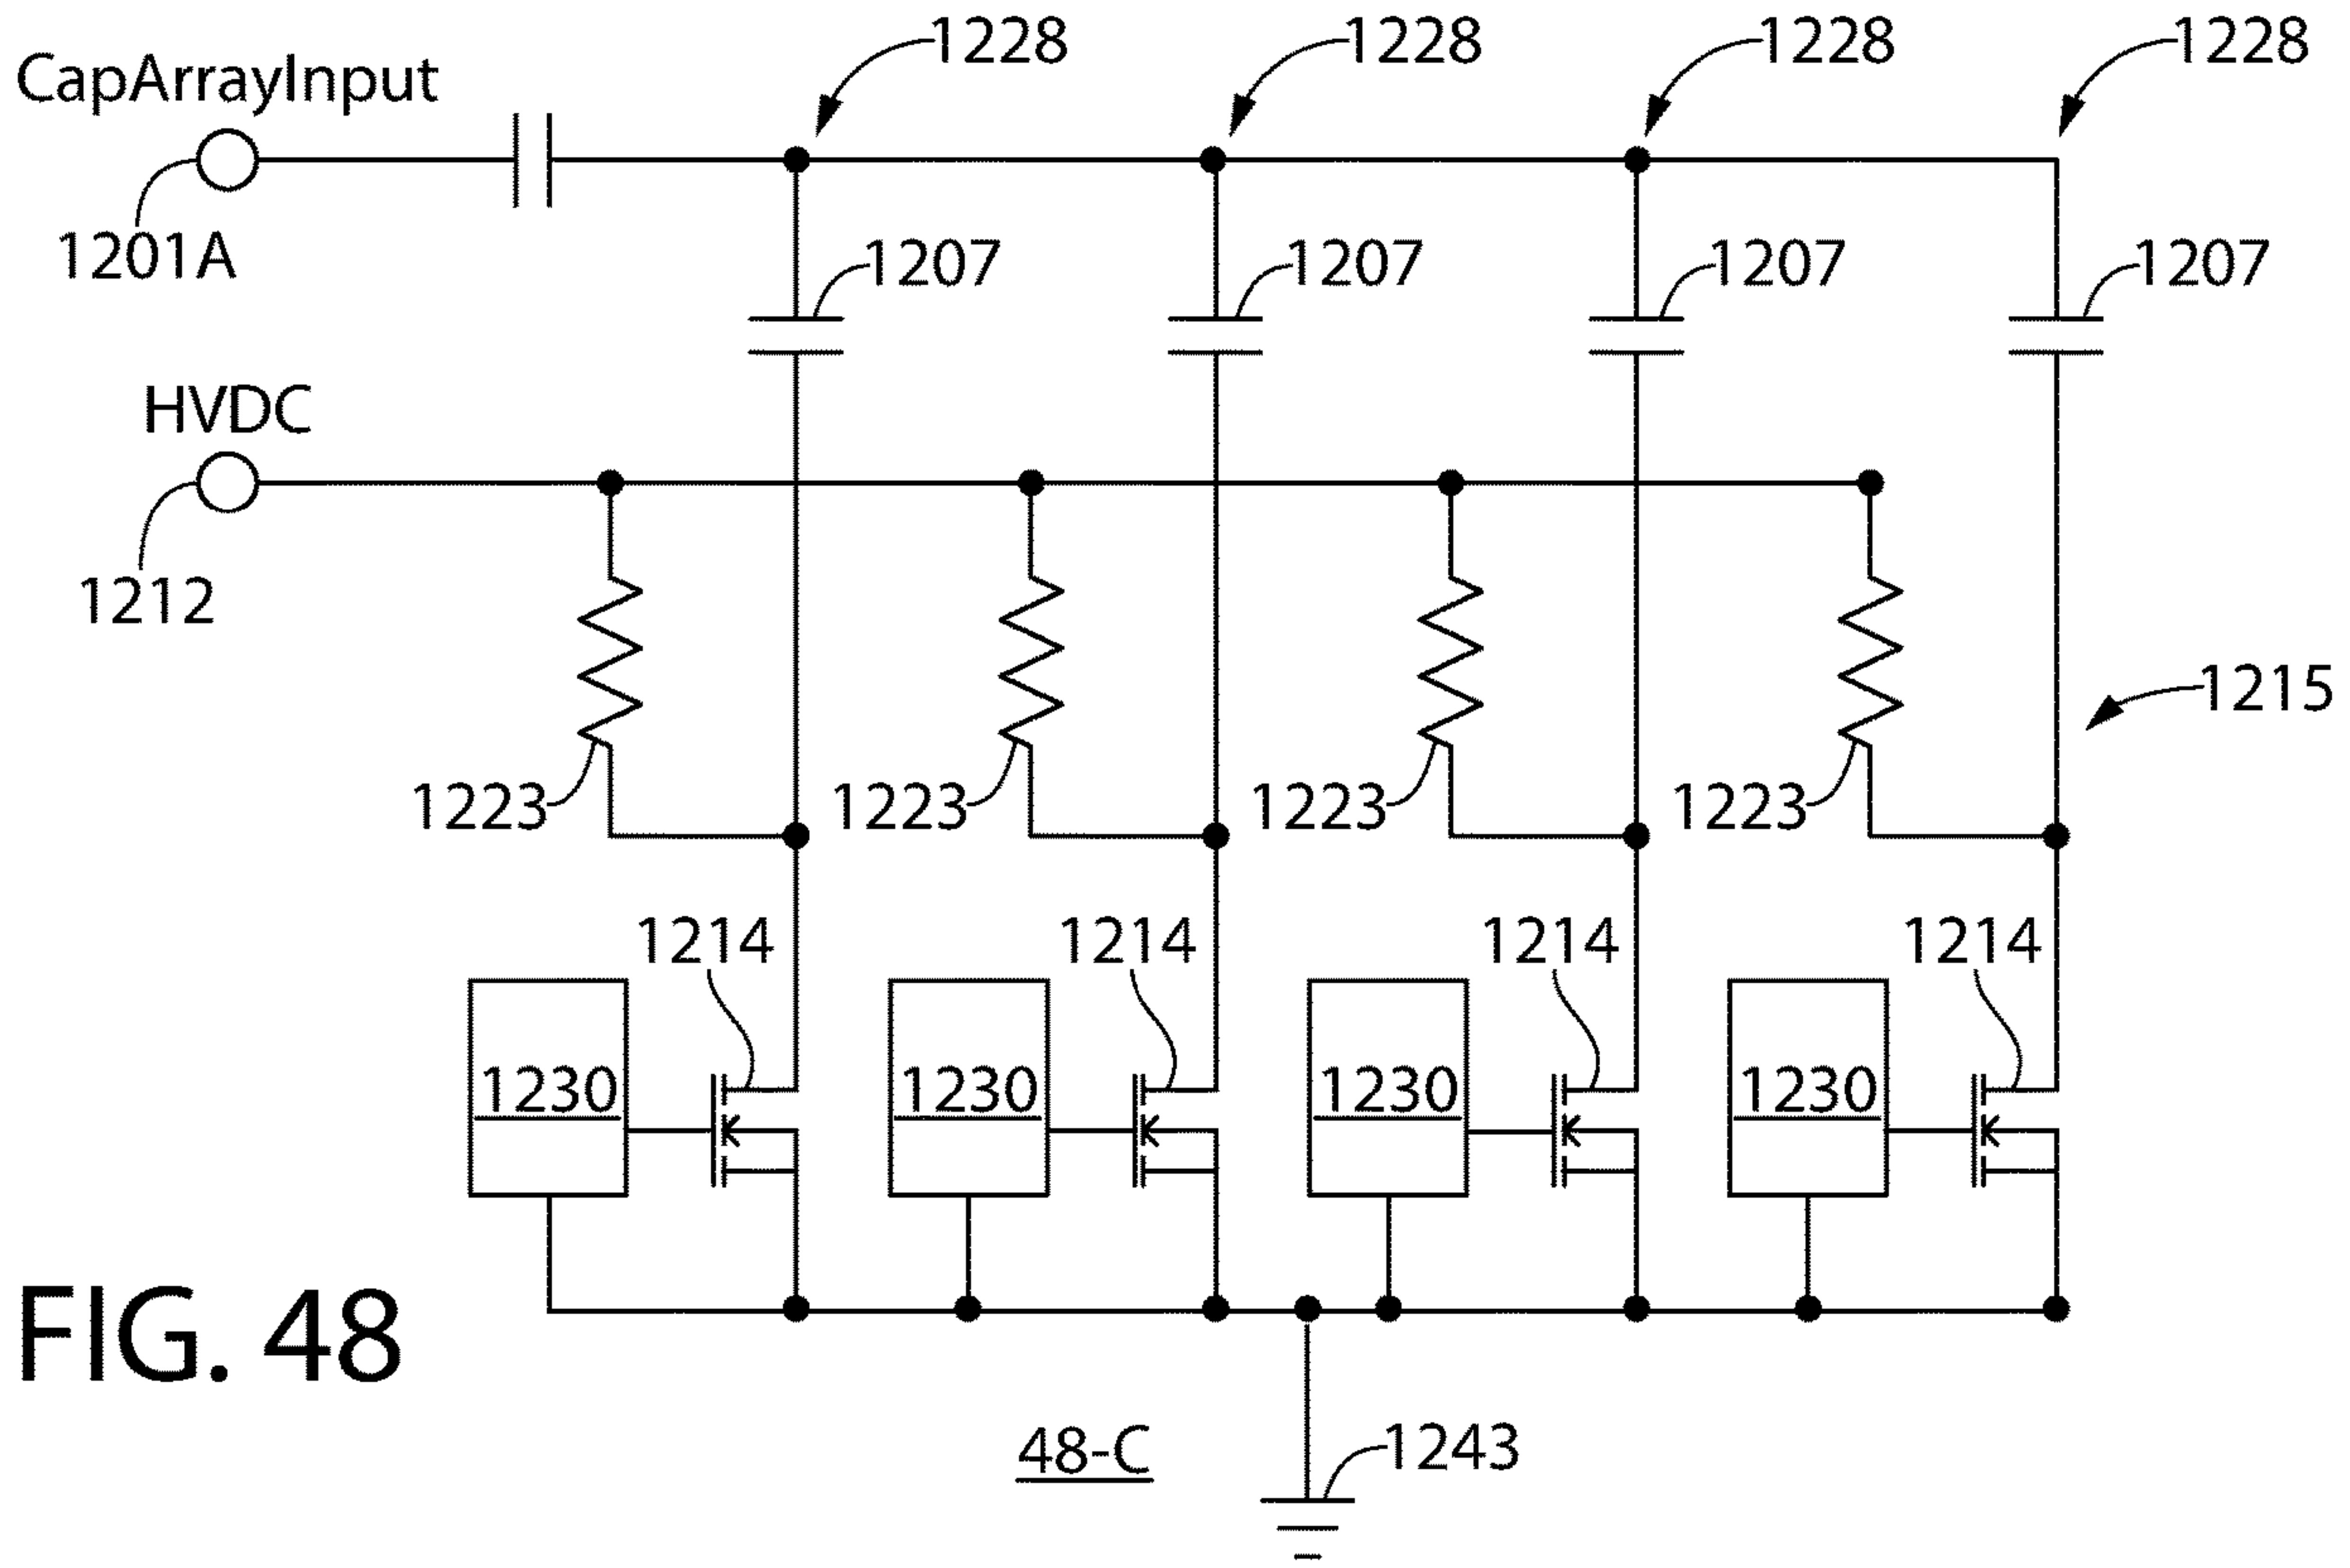 1228 1228 1228 1228
CapArrayInput
1201A
1207 1207 1207 1207
HVDC
1212
1215
1223 1223 1223 1223
1214 1214 1214 1214
1230 1230 1230 1230
FIG. 48
48-C
1243